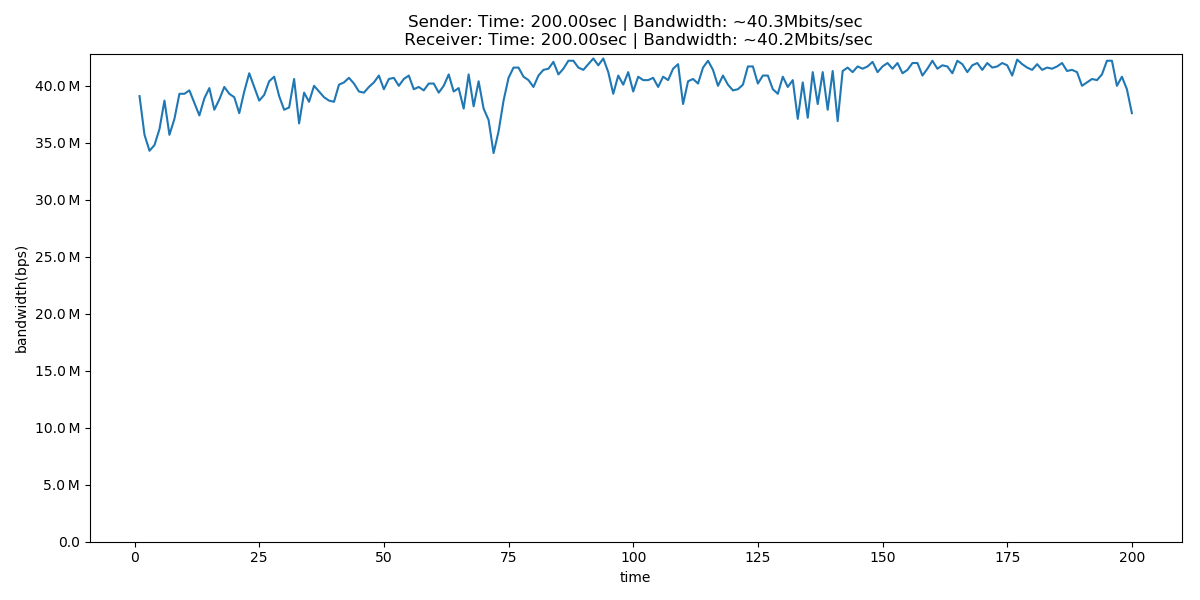 Sender: Time: 200.00sec | Bandwidth: ~40.3Mbits/sec
Receiver: Time: 200.00sec | Bandwidth: ~40.2Mbits/sec
40.0 M
35.0 M
30.0 M
25.0 M
20.0 M
15.0 M
10.0 M
5.0 M
0.0
bandwidth(bps)
0 25 50 75 100 125 150 175 200
time